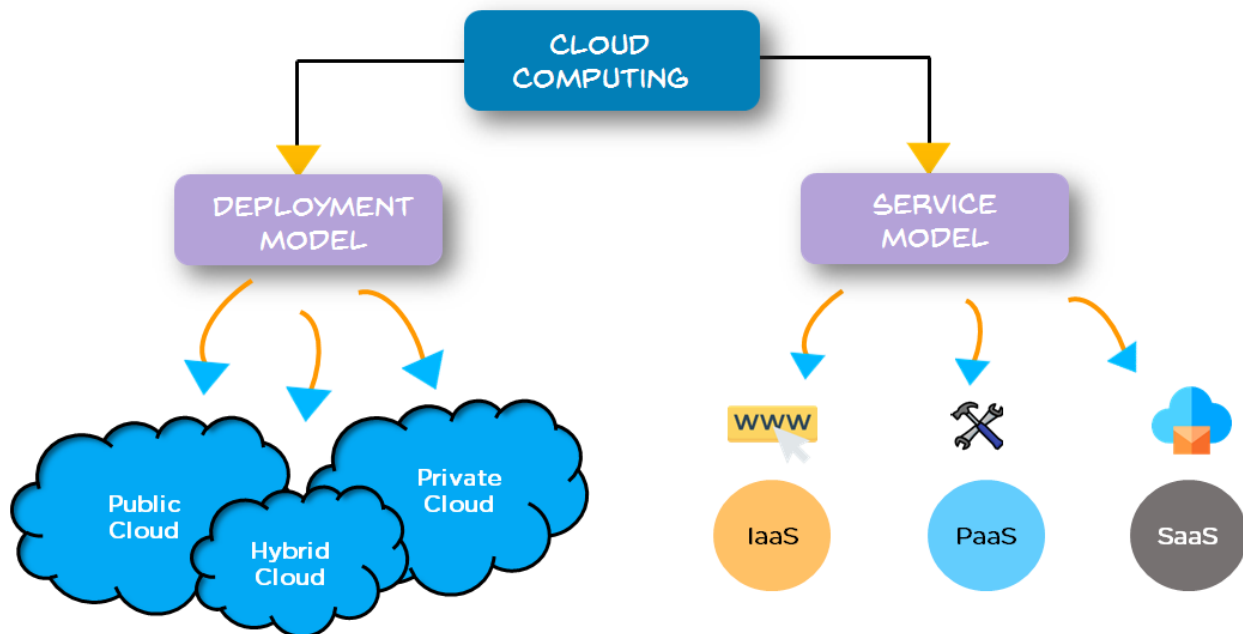 CLOUD
COMPUTING
DEPLOYMENT
MODEL
SERVICE
MODEL
Public
Cloud
Hybrid
Cloud
Private
Cloud
WWW
IaaS
PaaS
SaaS